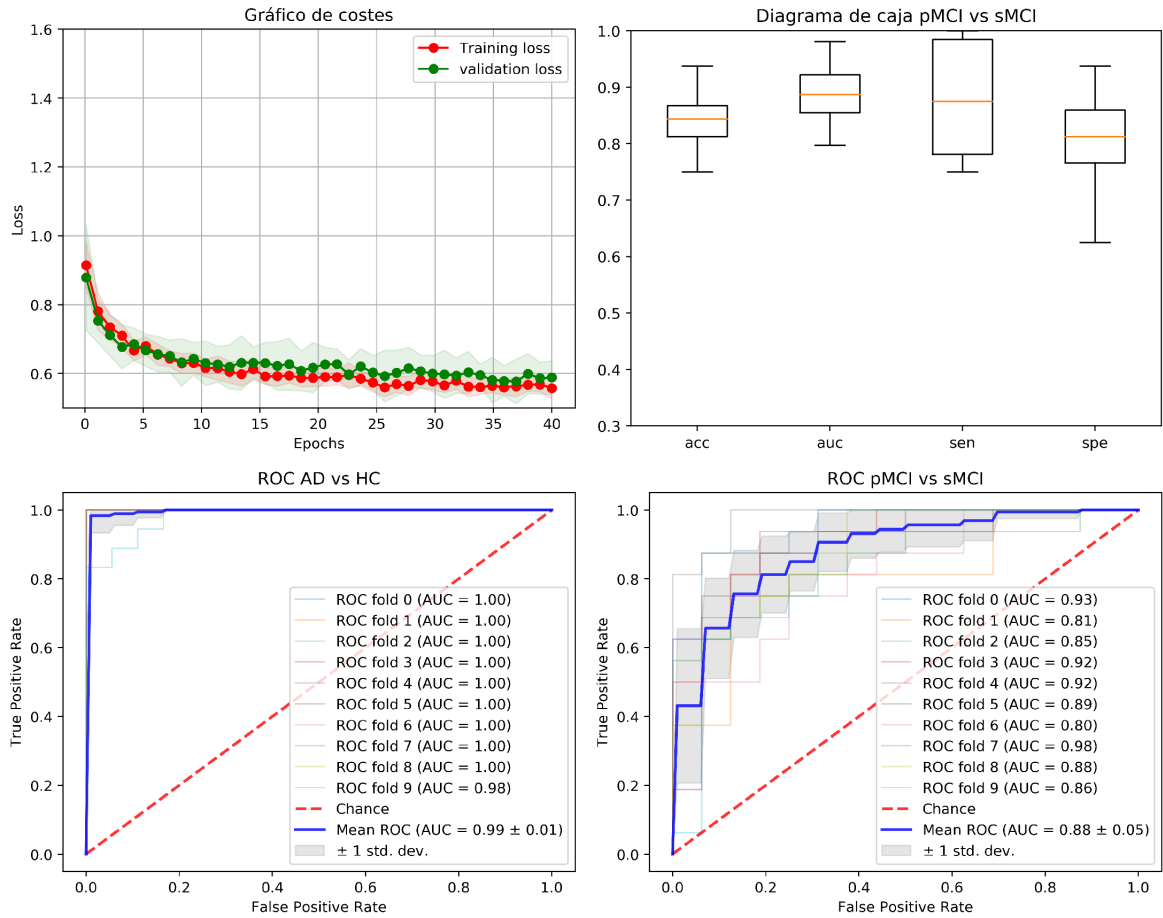 Gráfico de costes
1.6
1.4
1.2
1.0
0.8
0.6
Loss
Training loss
validation loss
0 5 10 15 20 25 30 35 40
Epochs
Diagrama de caja pMCI vs sMCI
1.0
0.9
0.8
0.7
0.6
0.5
0.4
0.3
acc auc sen spe
ROC AD vs HC
1.0
0.8
0.6
0.4
0.2
0.0
True Positive Rate
ROC fold 0 (AUC = 1.00)
ROC fold 1 (AUC = 1.00)
ROC fold 2 (AUC = 1.00)
ROC fold 3 (AUC = 1.00)
ROC fold 4 (AUC = 1.00)
ROC fold 5 (AUC = 1.00)
ROC fold 6 (AUC = 1.00)
ROC fold 7 (AUC = 1.00)
ROC fold 8 (AUC = 1.00)
ROC fold 9 (AUC = 0.98)
Chance
Mean ROC (AUC = 0.99 ± 0.01)
± 1 std. dev.
0.0 0.2 0.4 0.6 0.8 1.0
False Positive Rate
ROC pMCI vs sMCI
1.0
0.8
0.6
0.4
0.2
0.0
True Positive Rate
ROC fold 0 (AUC = 0.93)
ROC fold 1 (AUC = 0.81)
ROC fold 2 (AUC = 0.85)
ROC fold 3 (AUC = 0.92)
ROC fold 4 (AUC = 0.92)
ROC fold 5 (AUC = 0.89)
ROC fold 6 (AUC = 0.80)
ROC fold 7 (AUC = 0.98)
ROC fold 8 (AUC = 0.88)
ROC fold 9 (AUC = 0.86)
Chance
Mean ROC (AUC = 0.88 ± 0.05)
± 1 std. dev.
0.0 0.2 0.4 0.6 0.8 1.0
False Positive Rate